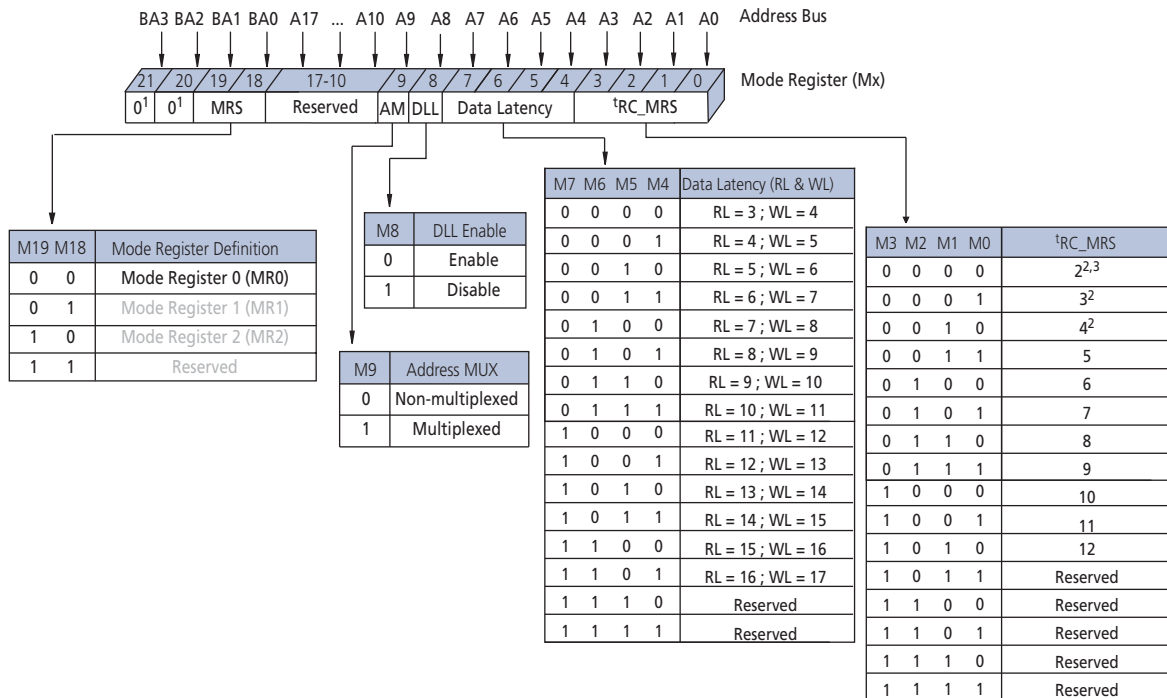 BA3 BA2 BA1 BA0 A17 ... A10 A9 A8 A7 A6 A5 A4 A3 A2 A1 A0 Address Bus
21 20 19 18 17-10 9 8 7 6 5 4 3 2 1 0 Mode Register (Mx)
0¹ 0¹ MRS Reserved AM DLL Data Latency ᵗRC_MRS
M19 M18 Mode Register Definition
0 0 Mode Register 0 (MR0)
0 1 Mode Register 1 (MR1)
1 0 Mode Register 2 (MR2)
1 1 Reserved
M8 DLL Enable
0 Enable
1 Disable
M9 Address MUX
0 Non-multiplexed
1 Multiplexed
M7 M6 M5 M4 Data Latency (RL & WL)
0 0 0 0 RL = 3 ; WL = 4
0 0 0 1 RL = 4 ; WL = 5
0 0 1 0 RL = 5 ; WL = 6
0 0 1 1 RL = 6 ; WL = 7
0 1 0 0 RL = 7 ; WL = 8
0 1 0 1 RL = 8 ; WL = 9
0 1 1 0 RL = 9 ; WL = 10
0 1 1 1 RL = 10 ; WL = 11
1 0 0 0 RL = 11 ; WL = 12
1 0 0 1 RL = 12 ; WL = 13
1 0 1 0 RL = 13 ; WL = 14
1 0 1 1 RL = 14 ; WL = 15
1 1 0 0 RL = 15 ; WL = 16
1 1 0 1 RL = 16 ; WL = 17
1 1 1 0 Reserved
1 1 1 1 Reserved
M3 M2 M1 M0 ᵗRC_MRS
0 0 0 0 2²,³
0 0 0 1 3²
0 0 1 0 4²
0 0 1 1 5
0 1 0 0 6
0 1 0 1 7
0 1 1 0 8
0 1 1 1 9
1 0 0 0 10
1 0 0 1 11
1 0 1 0 12
1 0 1 1 Reserved
1 1 0 0 Reserved
1 1 0 1 Reserved
1 1 1 0 Reserved
1 1 1 1 Reserved